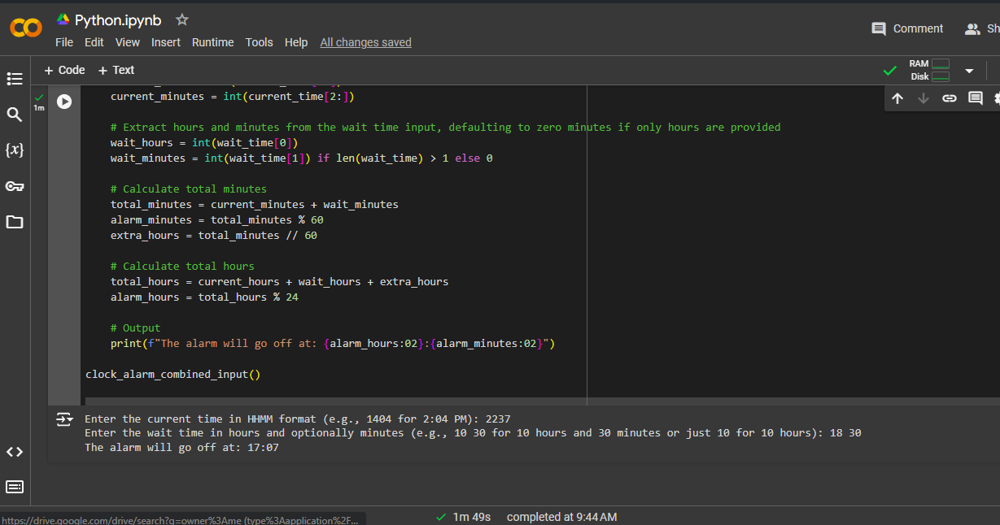 Python.ipynb
File Edit View Insert Runtime Tools Help All changes saved
Comment
+ Code + Text
RAM
Disk
1m
current_minutes = int(current_time[2:])
# Extract hours and minutes from the wait time input, defaulting to zero minutes if only hours are provided
wait_hours = int(wait_time[0])
wait_minutes = int(wait_time[1]) if len(wait_time) > 1 else 0
# Calculate total minutes
total_minutes = current_minutes + wait_minutes
alarm_minutes = total_minutes % 60
extra_hours = total_minutes // 60
# Calculate total hours
total_hours = current_hours + wait_hours + extra_hours
alarm_hours = total_hours % 24
# Output
print(f"The alarm will go off at: {alarm_hours:02}:{alarm_minutes:02}")
clock_alarm_combined_input()
Enter the current time in HHMM format (e.g., 1404 for 2:04 PM): 2237
Enter the wait time in hours and optionally minutes (e.g., 10 30 for 10 hours and 30 minutes or just 10 for 10 hours): 18 30
The alarm will go off at: 17:07
https://drive.google.com/drive/search?q=owner%3Ame (type%3Aapplication%2F...
1m 49s completed at 9:44 AM